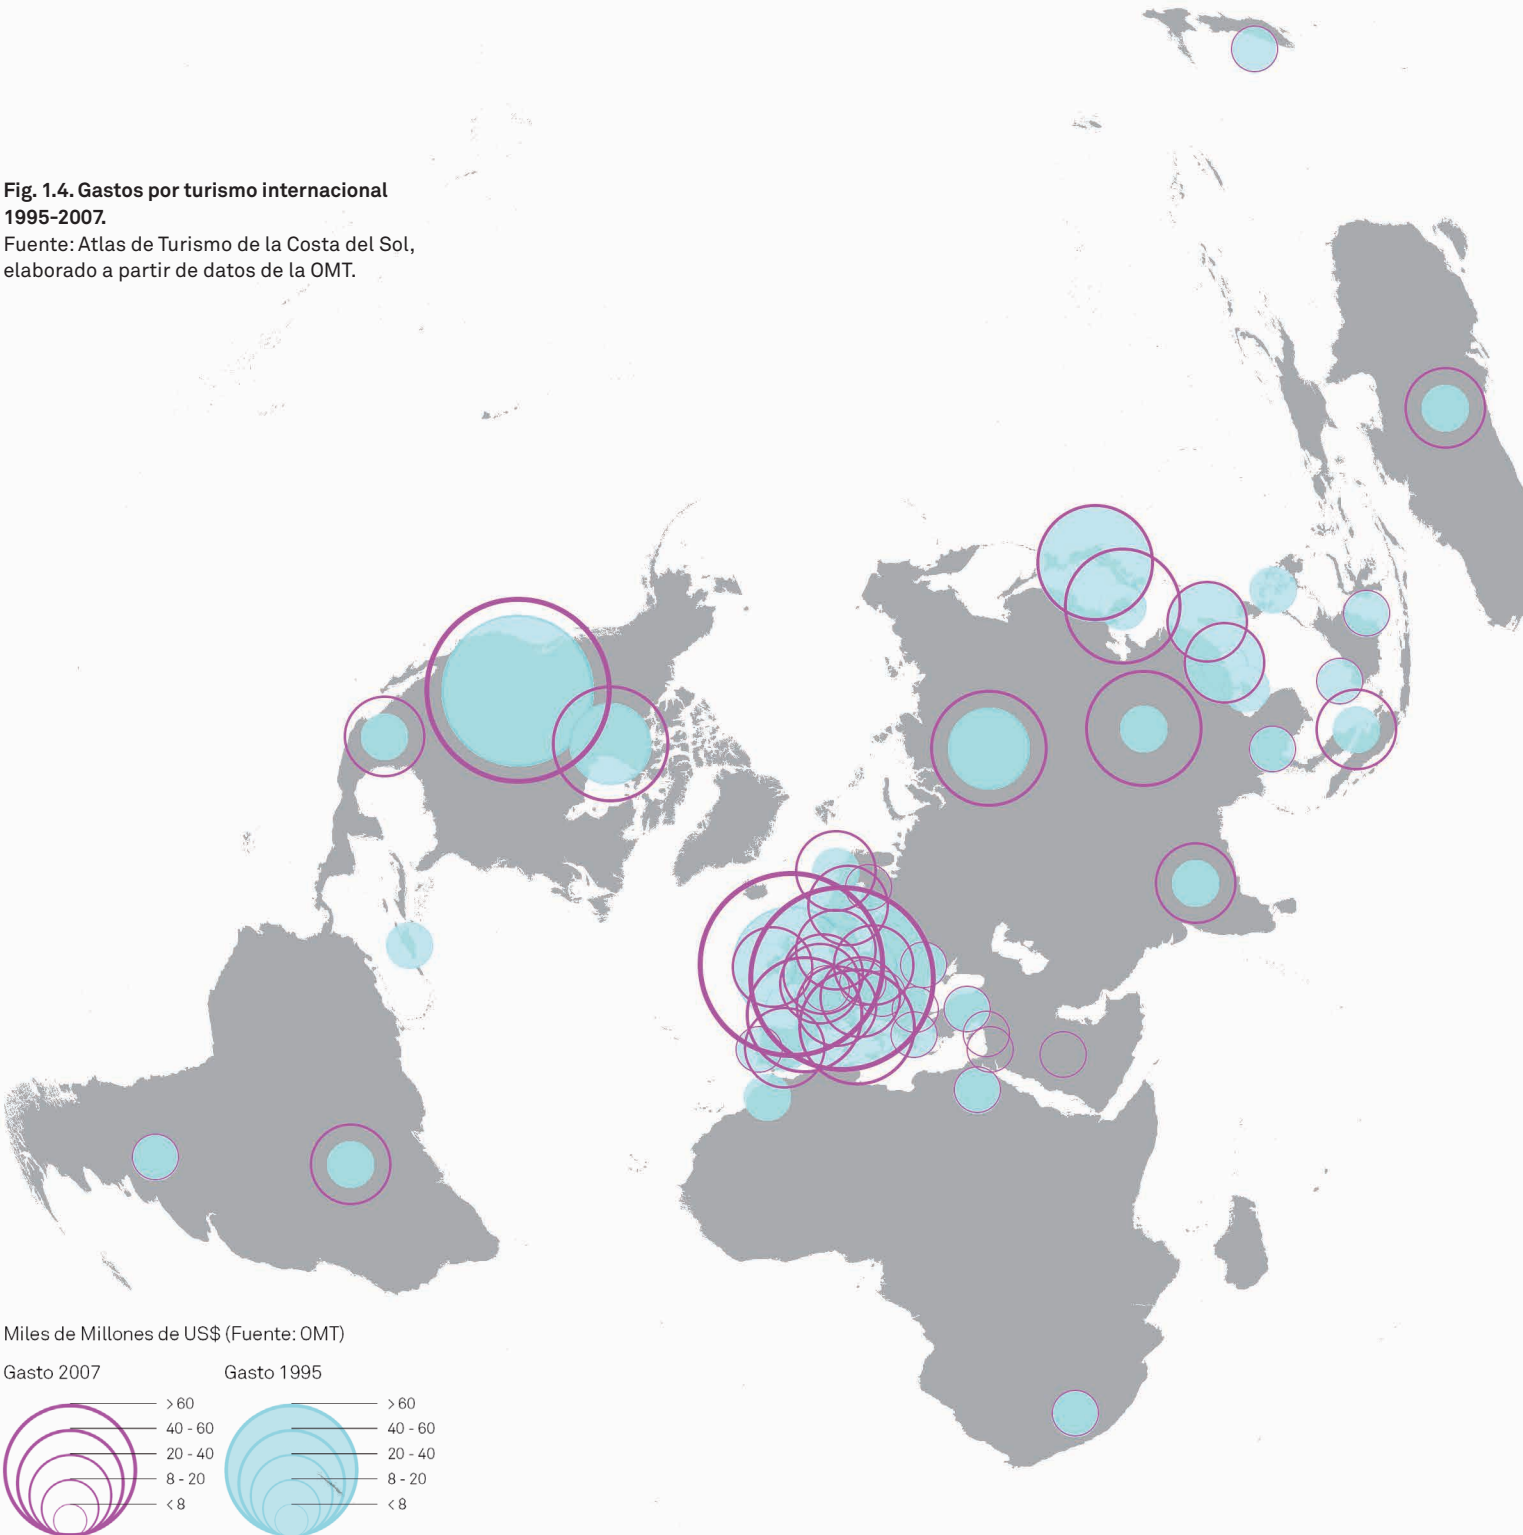 Fig. 1.4. Gastos por turismo internacional
1995-2007.
Fuente: Atlas de Turismo de la Costa del Sol,
elaborado a partir de datos de la OMT.
Miles de Millones de US$ (Fuente: OMT)
Gasto 2007
>60
40 - 60
20 - 40
8 - 20
<8
Gasto 1995
>60
40 - 60
20 - 40
8 - 20
<8